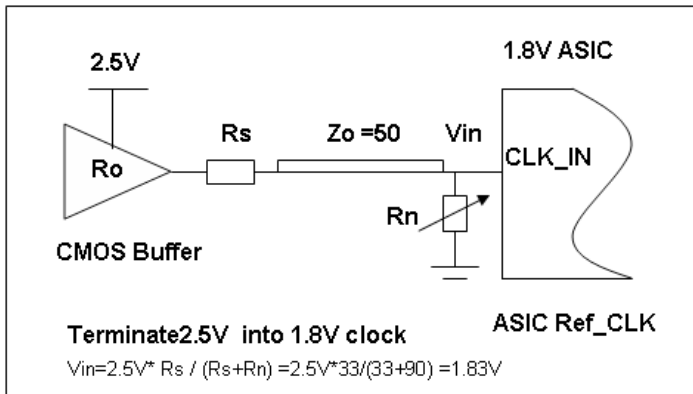 2.5V
1.8V ASIC
Rs
Zo =50
Vin
Ro
CLK_IN
Rn
CMOS Buffer
ASIC Ref_CLK
Terminate2.5V into 1.8V clock
Vin=2.5V* Rs / (Rs+Rn) =2.5V*33/(33+90) =1.83V